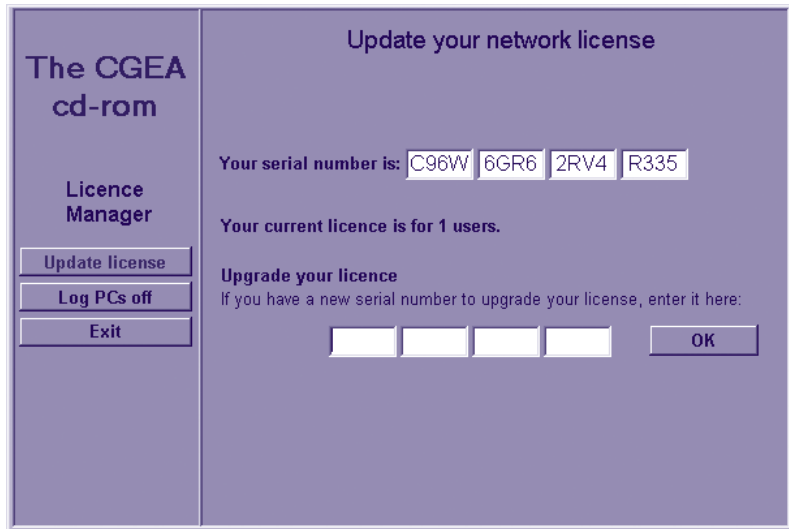 The CGEA
cd-rom
Licence
Manager
Update license
Log PCs off
Exit
Update your network license
Your serial number is: C96W 6GR6 2RV4 R335
Your current licence is for 1 users.
Upgrade your licence
If you have a new serial number to upgrade your license, enter it here:
OK